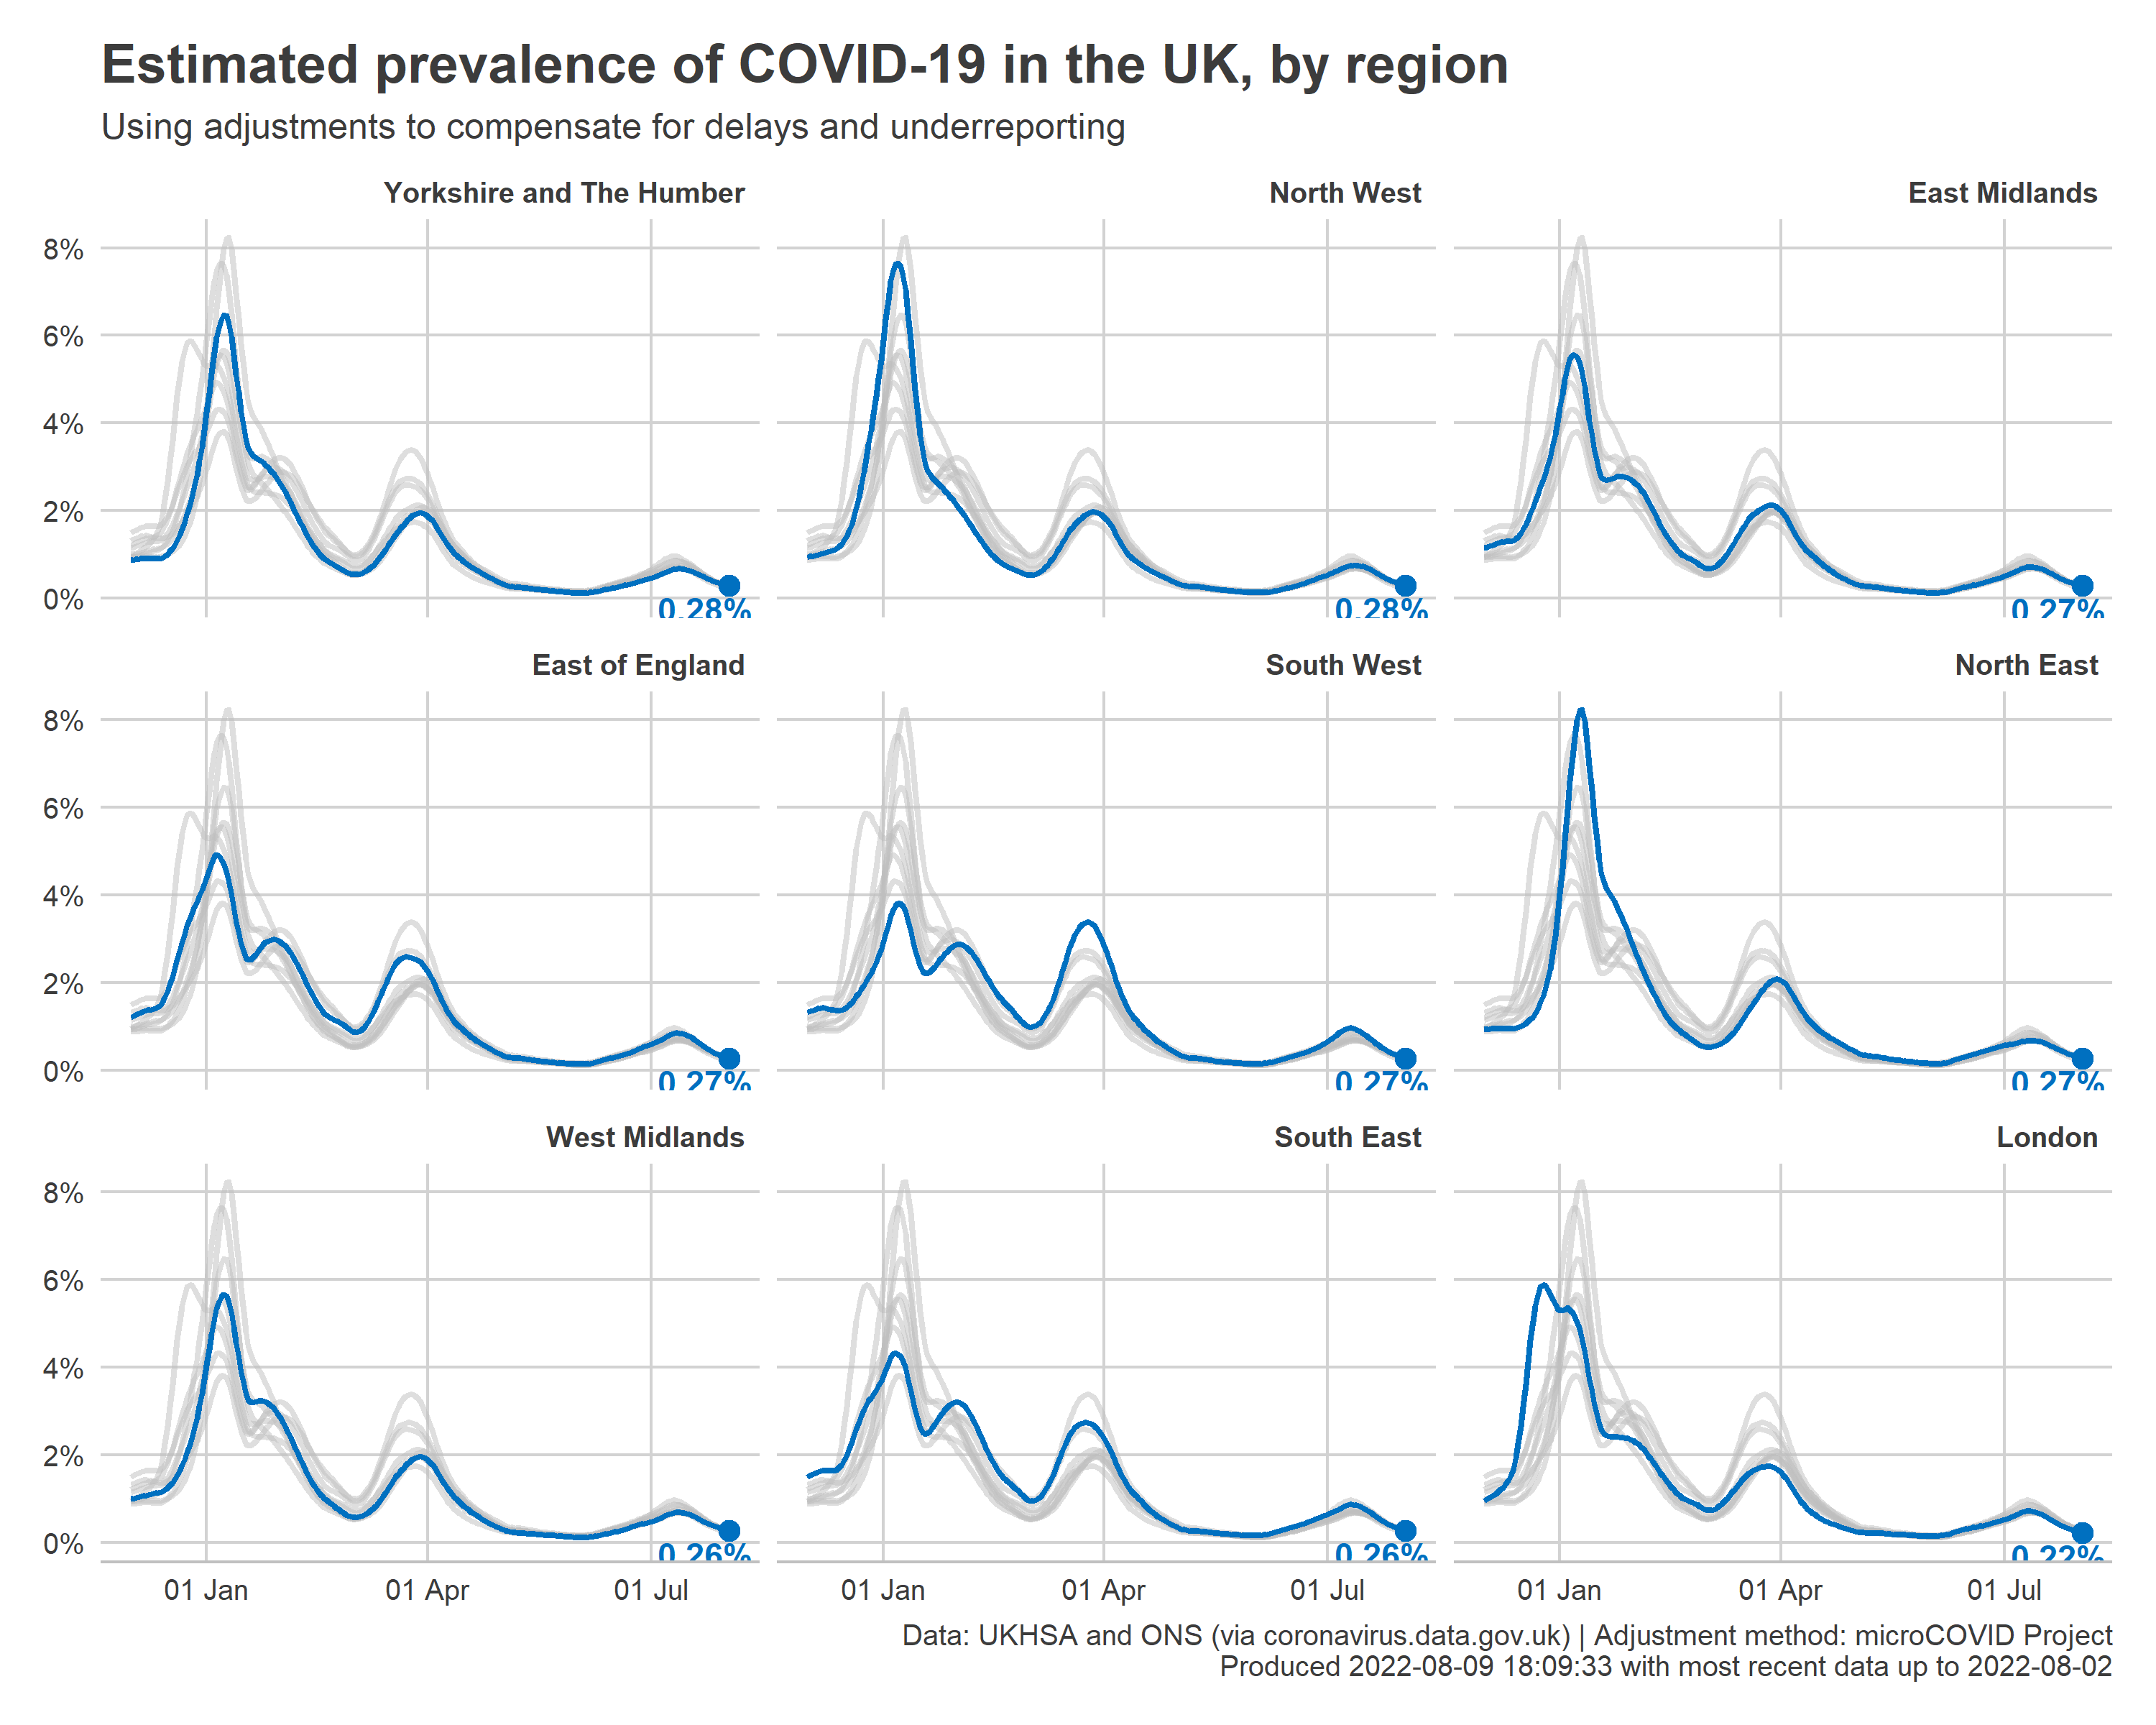 Estimated prevalence of COVID-19 in the UK, by region
Using adjustments to compensate for delays and underreporting
Yorkshire and The Humber
North West
East Midlands
8%
6%
4%
2%
0%
0.28%
0.28%
0.27%
East of England
South West
North East
8%
6%
4%
2%
0%
0.27%
0.27%
0.27%
West Midlands
South East
London
8%
6%
4%
2%
0%
0.26%
0.26%
0.22%
01 Jan
01 Apr
01 Jul
01 Jan
01 Apr
01 Jul
01 Jan
01 Apr
01 Jul
Data: UKHSA and ONS (via coronavirus.data.gov.uk) | Adjustment method: microCOVID Project
Produced 2022-08-09 18:09:33 with most recent data up to 2022-08-02